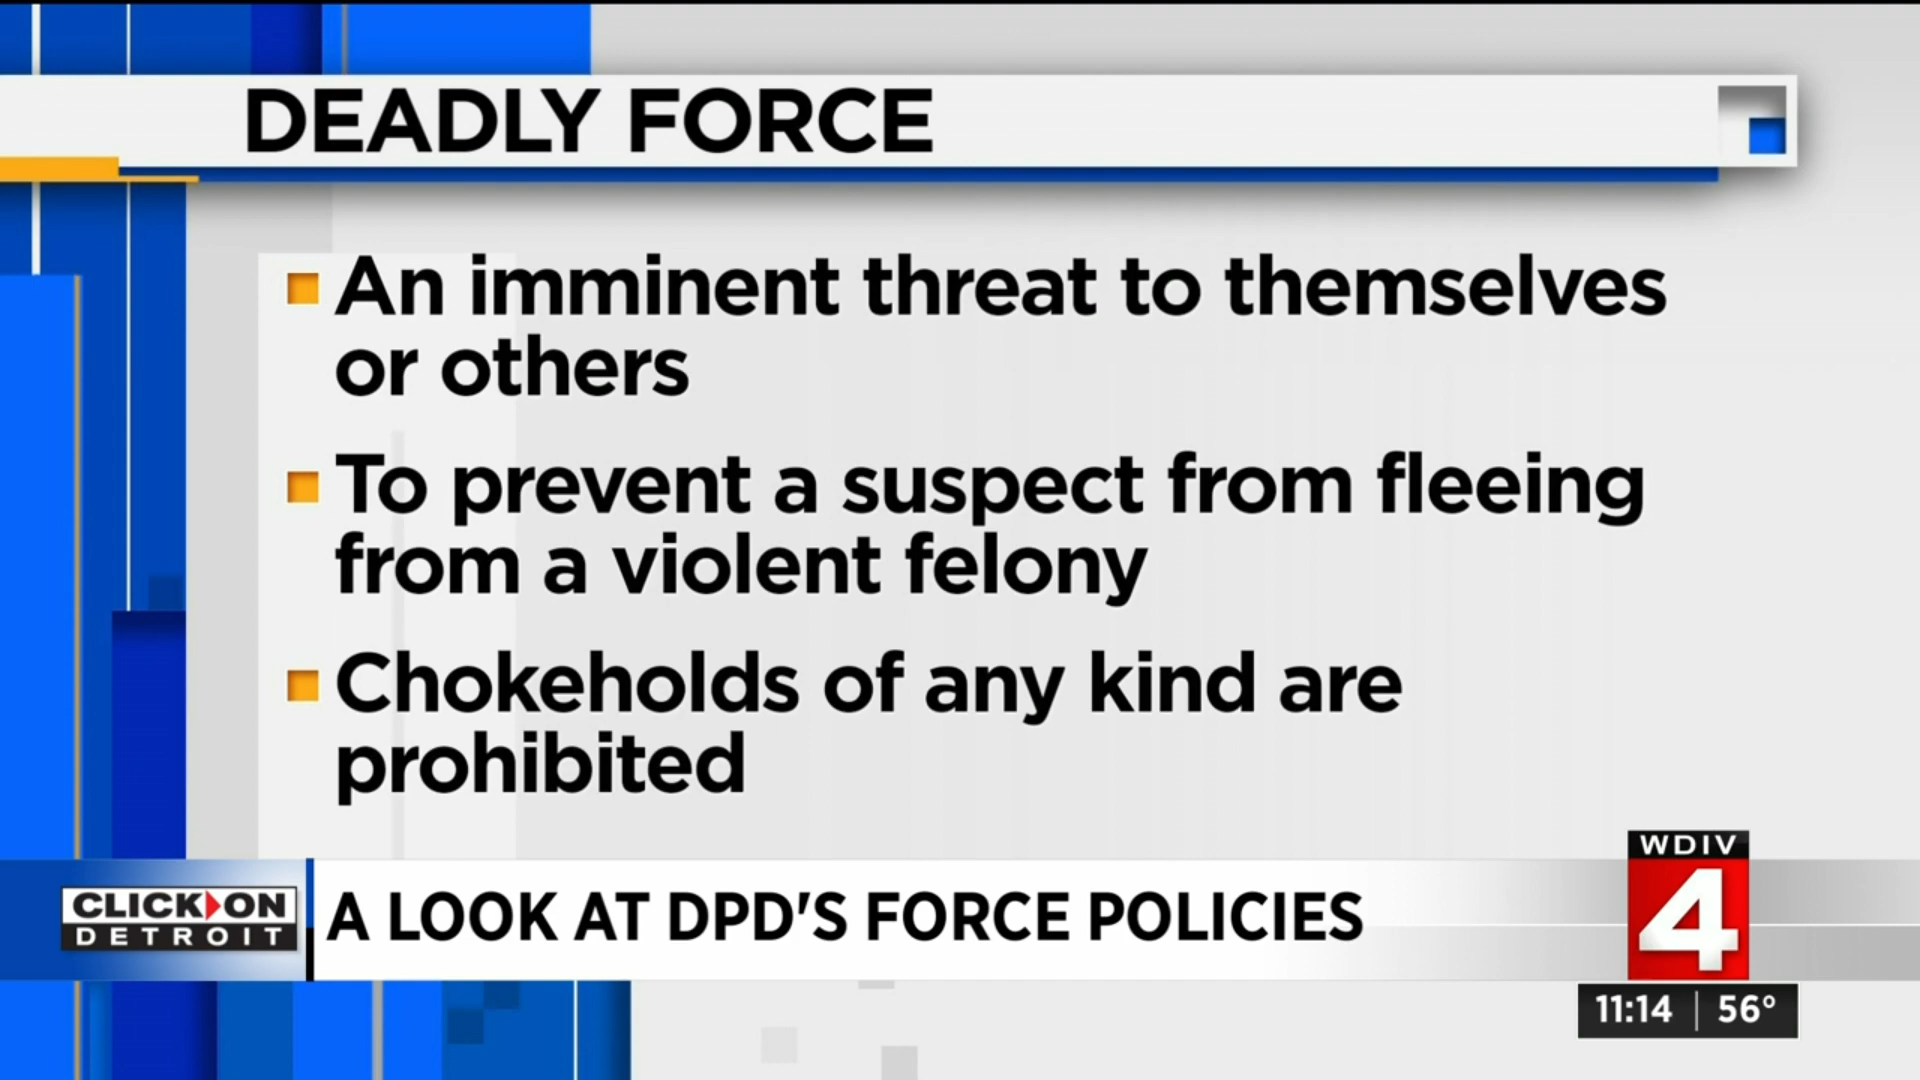 DEADLY FORCE
An imminent threat to themselves
or others
To prevent a suspect from fleeing
from a violent felony
Chokeholds of any kind are
prohibited
WDIV
4
CLICK ON
DETROIT
A LOOK AT DPD'S FORCE POLICIES
11:14 56°